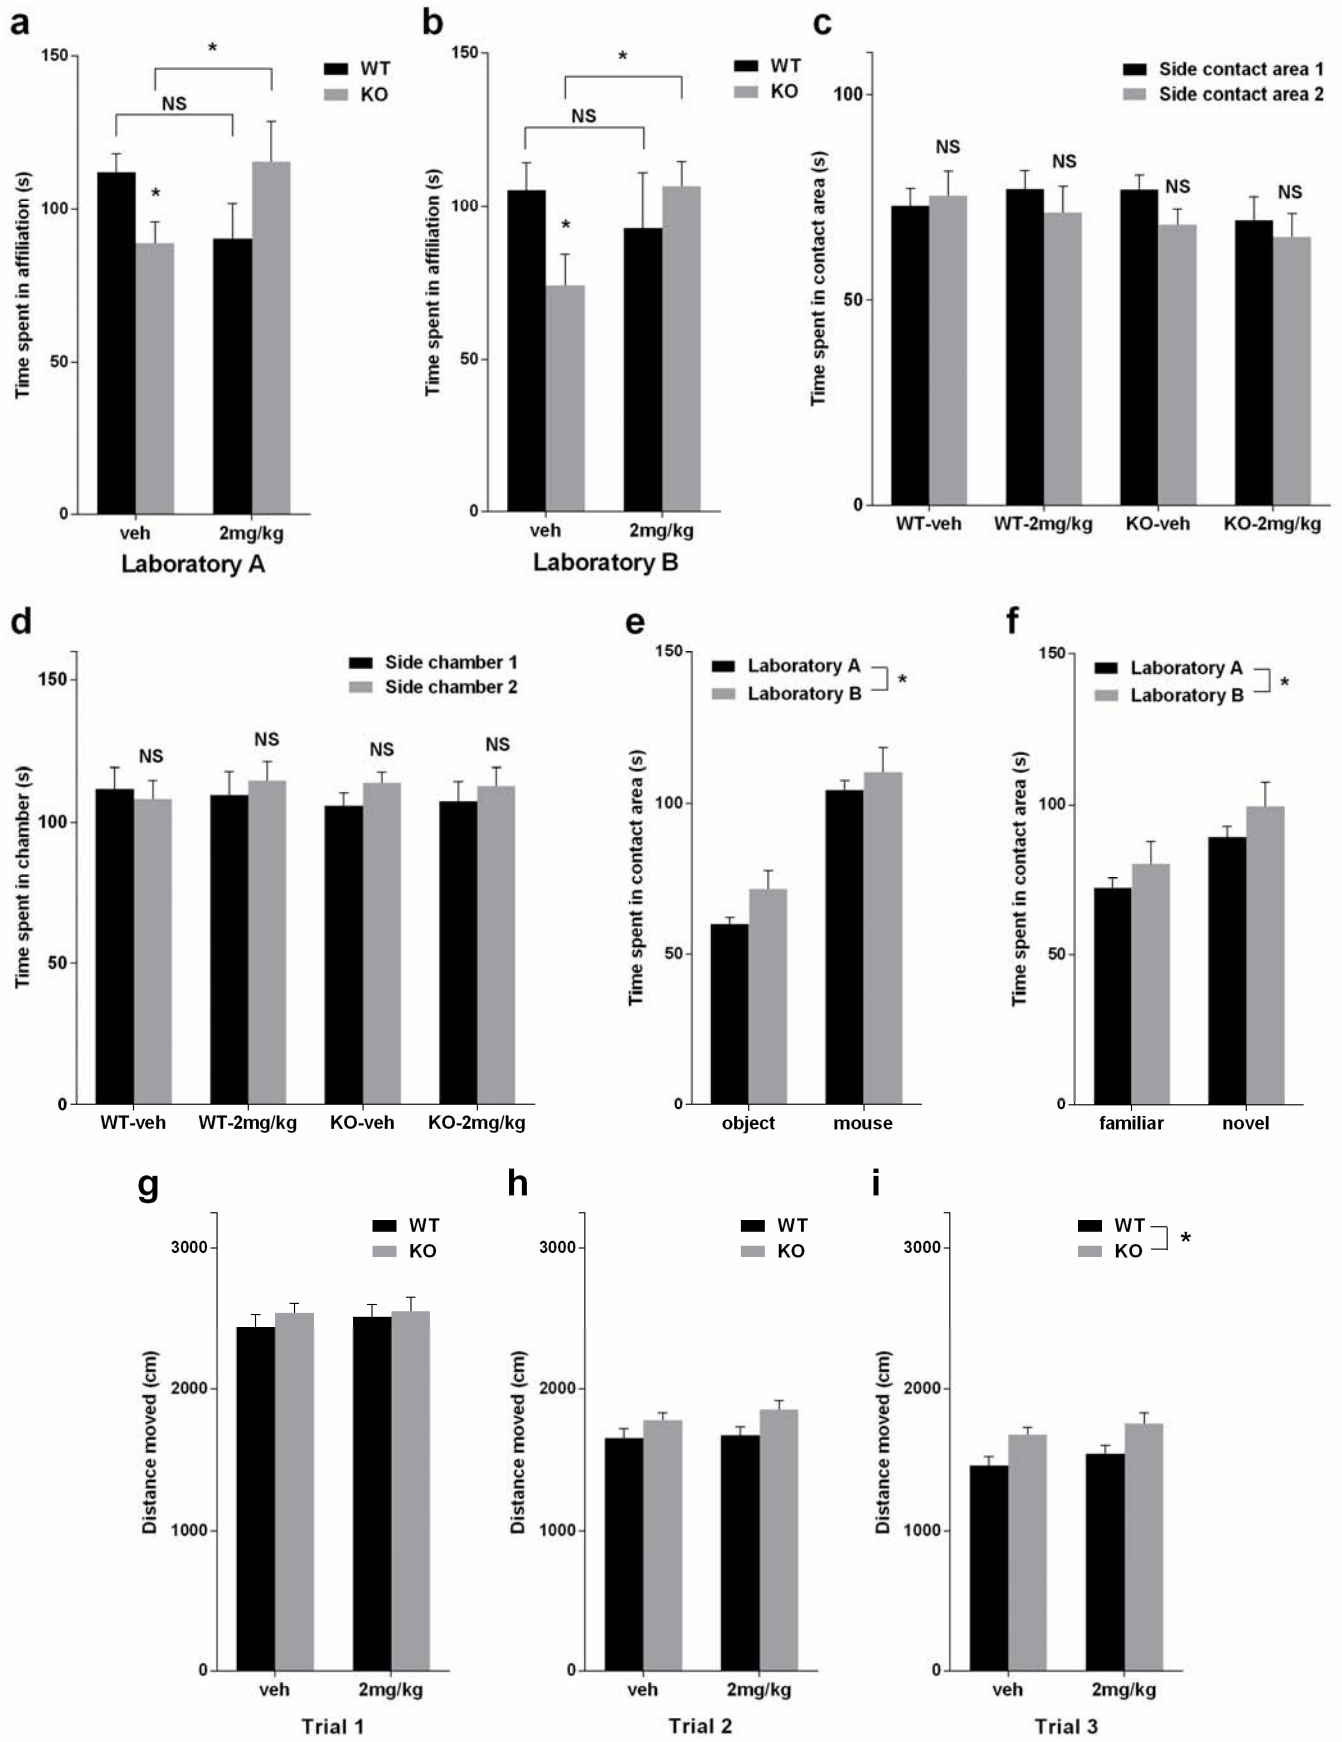 a
Time spent in affiliation (s)
150
100
50
0
*
NS
*
WT
KO
veh 2mg/kg
Laboratory A
b
Time spent in affiliation (s)
150
100
50
0
*
NS
*
WT
KO
veh 2mg/kg
Laboratory B
c
Time spent in contact area (s)
100
50
0
Side contact area 1
Side contact area 2
NS NS NS NS
WT-veh WT-2mg/kg KO-veh KO-2mg/kg
d
Time spent in chamber (s)
150
100
50
0
Side chamber 1
Side chamber 2
NS NS NS NS
WT-veh WT-2mg/kg KO-veh KO-2mg/kg
e
Time spent in contact area (s)
150
100
50
0
Laboratory A
Laboratory B
*
object mouse
f
Time spent in contact area (s)
150
100
50
0
Laboratory A
Laboratory B
*
familiar novel
g
Distance moved (cm)
3000
2000
1000
0
WT
KO
veh 2mg/kg
Trial 1
h
Distance moved (cm)
3000
2000
1000
0
WT
KO
veh 2mg/kg
Trial 2
i
Distance moved (cm)
3000
2000
1000
0
WT
KO
*
veh 2mg/kg
Trial 3